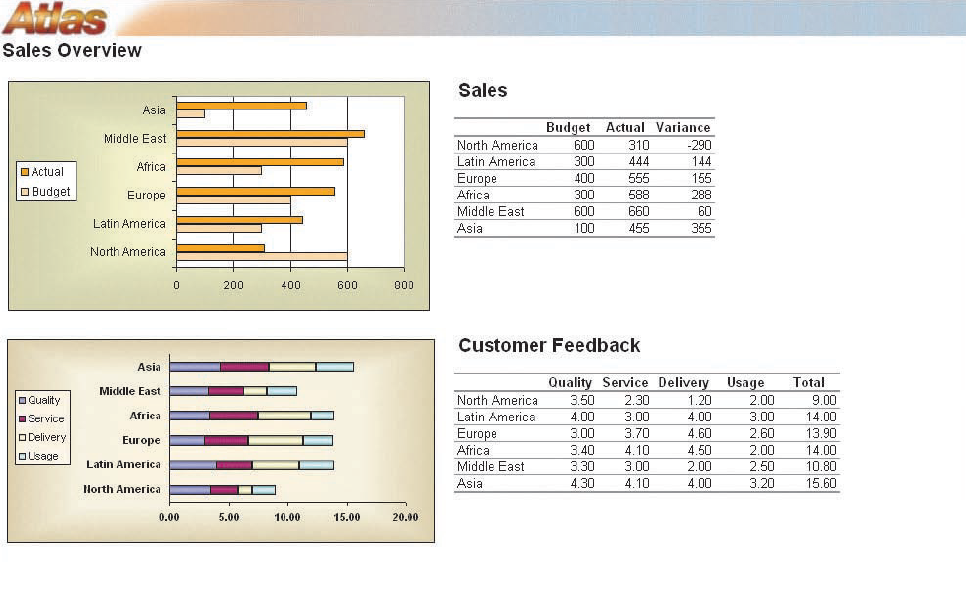 Atlas
Sales Overview
Asia
Middle East
Africa
Europe
Latin America
North America
Actual
Budget
0 200 400 600 800
Sales
Budget Actual Variance
North America 600 310 -290
Latin America 300 444 144
Europe 400 555 155
Africa 300 588 288
Middle East 600 660 60
Asia 100 455 355
Asia
Middle East
Africa
Europe
Latin America
North America
Quality
Service
Delivery
Usage
0.00 5.00 10.00 15.00 20.00
Customer Feedback
Quality Service Delivery Usage Total
North America 3.50 2.30 1.20 2.00 9.00
Latin America 4.00 3.00 4.00 3.00 14.00
Europe 3.00 3.70 4.60 2.60 13.90
Africa 3.40 4.10 4.50 2.00 14.00
Middle East 3.30 3.00 2.00 2.50 10.80
Asia 4.30 4.10 4.00 3.20 15.60